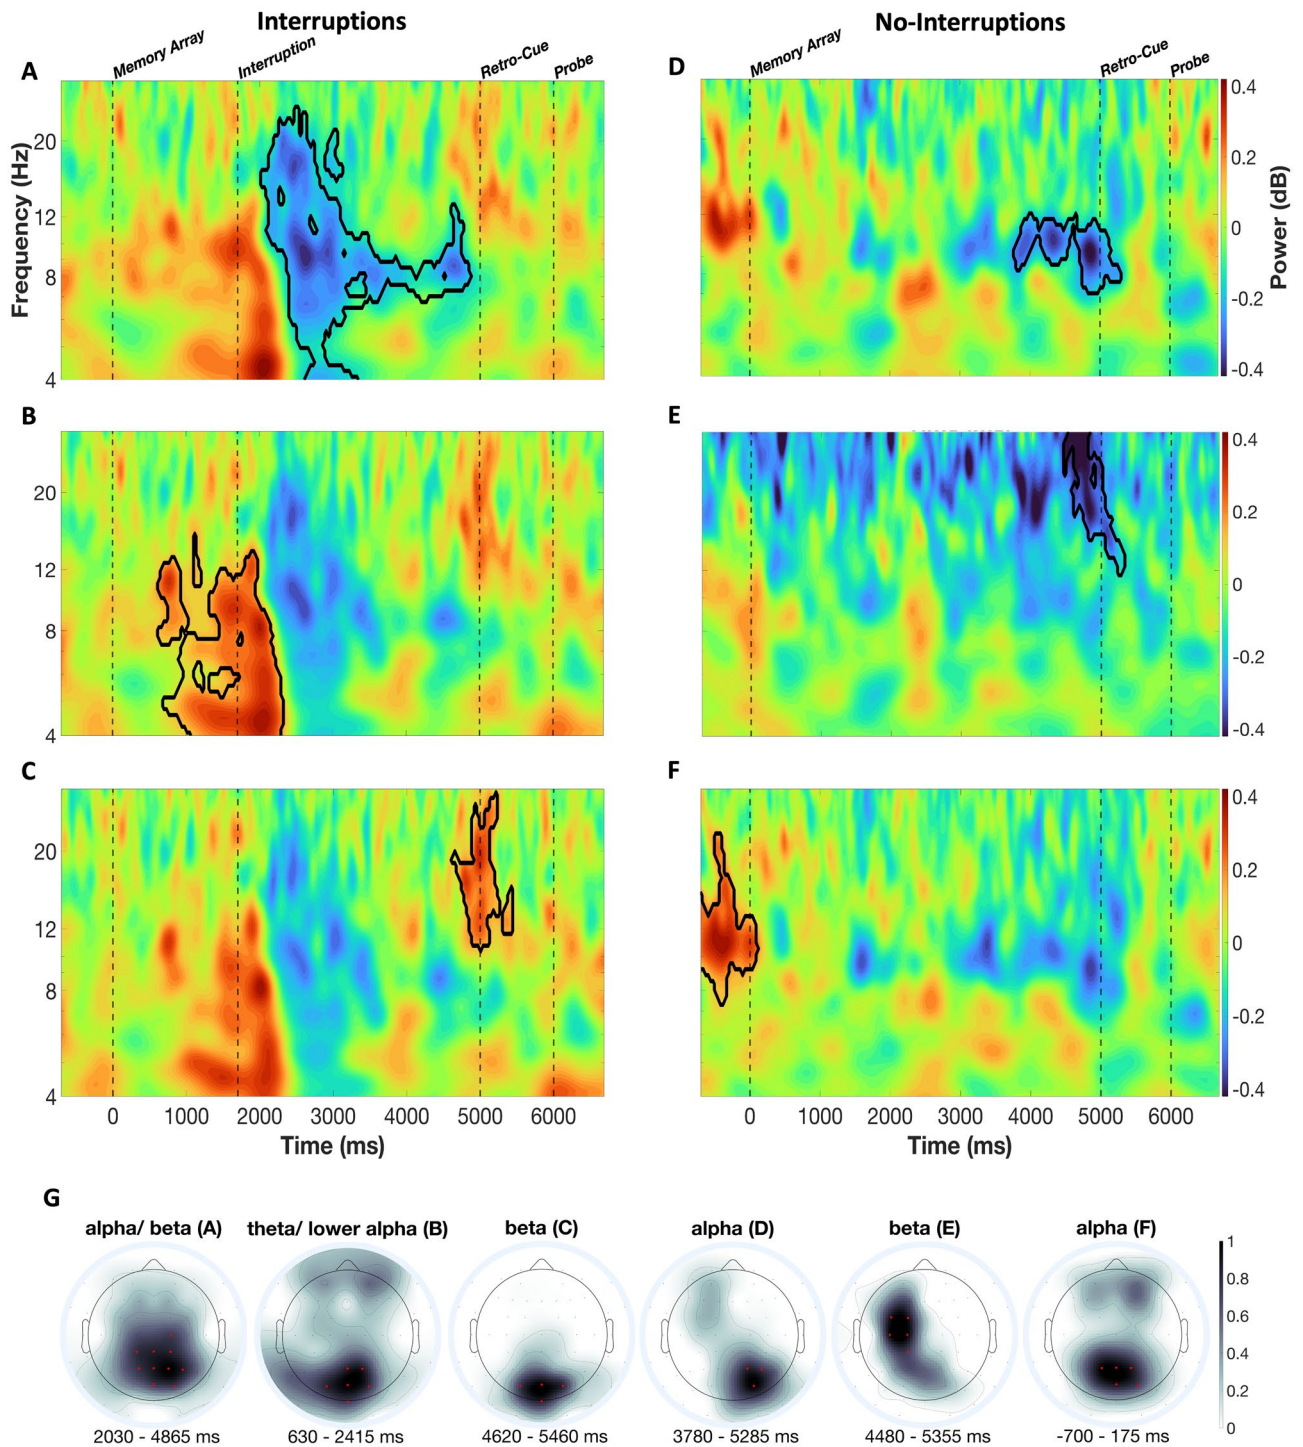 Interruptions
No-Interruptions
Memory Array
Interruption
Retro-Cue
Probe
Memory Array
Retro-Cue
Probe
A
D
20
12
8
4
Frequency (Hz)
0.4
0.2
0
-0.2
-0.4
Power (dB)
B
E
20
12
8
4
0.4
0.2
0
-0.2
-0.4
C
F
20
12
8
4
0.4
0.2
0
-0.2
-0.4
0 1000 2000 3000 4000 5000 6000
0 1000 2000 3000 4000 5000 6000
Time (ms)
Time (ms)
G
alpha/ beta (A)
theta/ lower alpha (B)
beta (C)
alpha (D)
beta (E)
alpha (F)
1
0.8
0.6
0.4
0.2
0
2030 - 4865 ms
630 - 2415 ms
4620 - 5460 ms
3780 - 5285 ms
4480 - 5355 ms
-700 - 175 ms